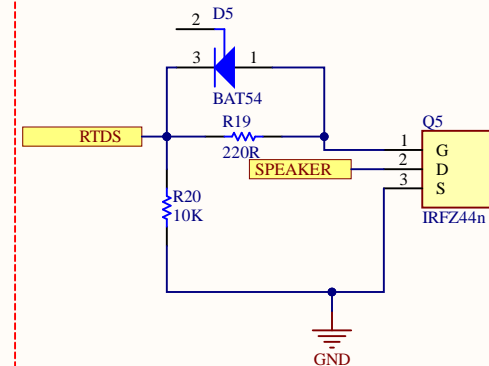 D5
2
3
1
BAT54
RTDS
R19
220R
Q5
1 G
SPEAKER
2 D
3 S
R20
10K
IRFZ44n
GND